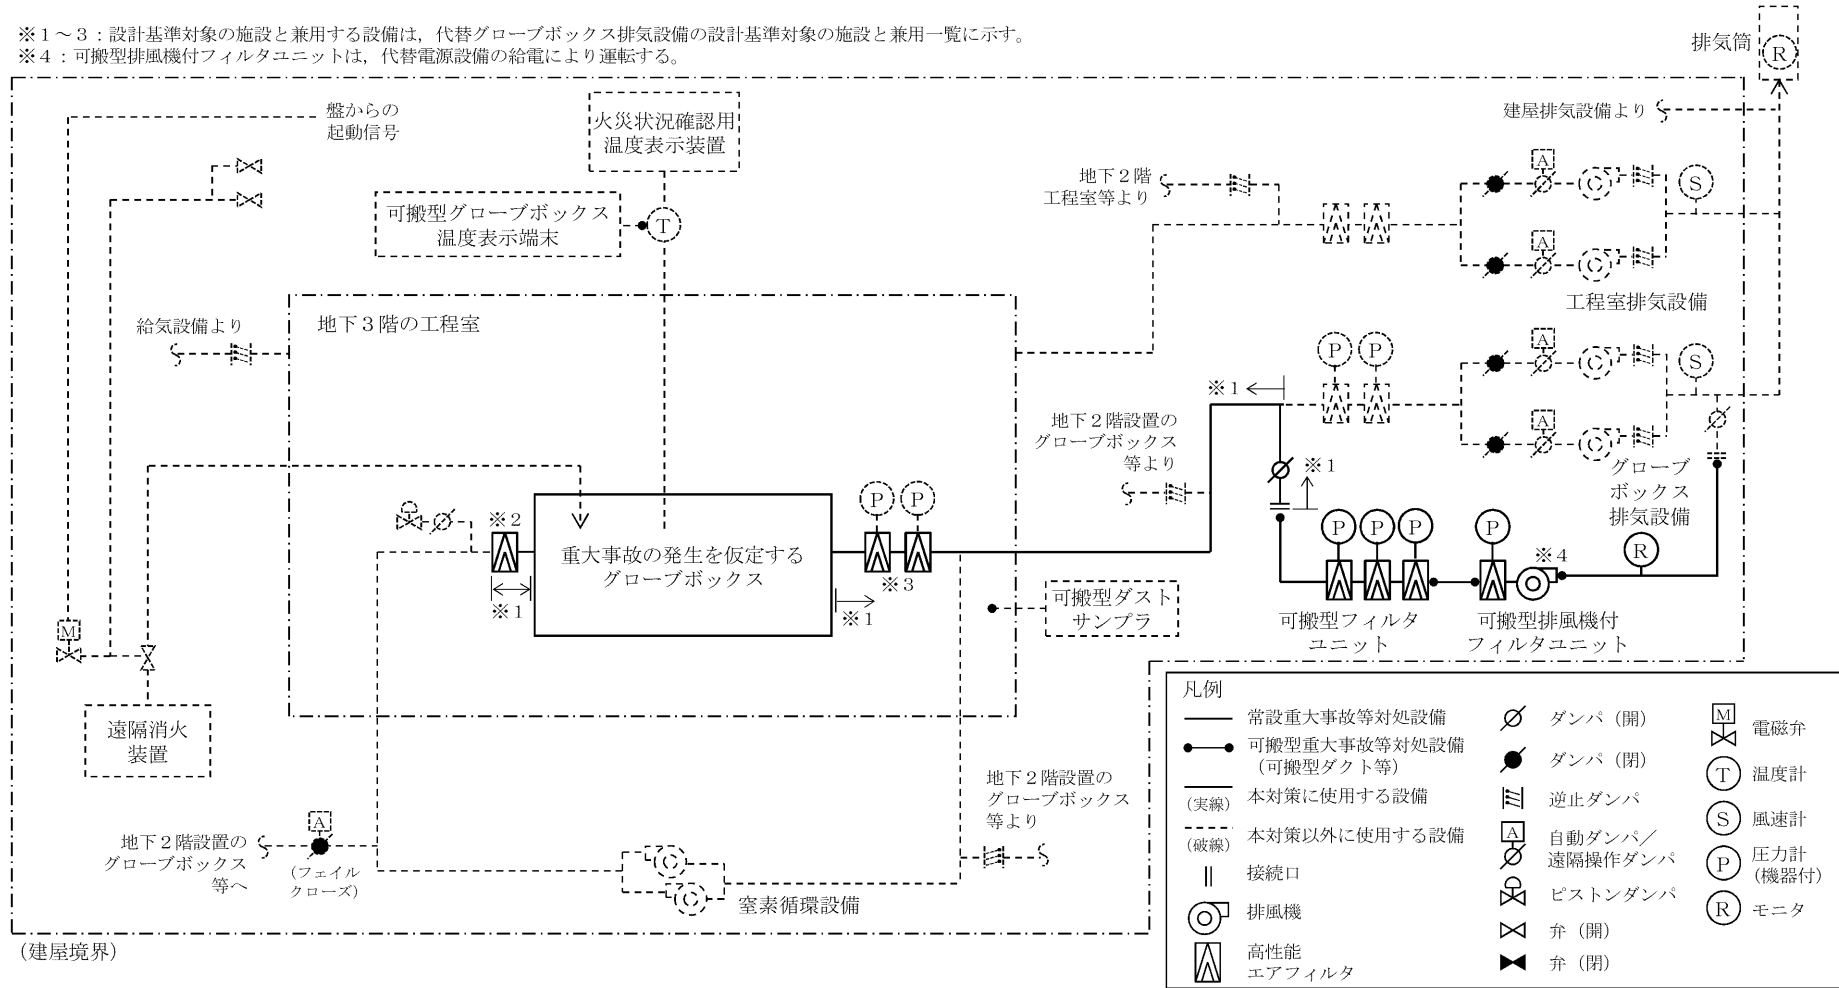 ※１～３：設計基準対象の施設と兼用する設備は，代替グローブボックス排気設備の設計基準対象の施設と兼用一覧に示す。
※４：可搬型排風機付フィルタユニットは，代替電源設備の給電により運転する。
排気筒
R
盤からの
起動信号
火災状況確認用
温度表示装置
建屋排気設備より
可搬型グローブボックス
温度表示端末
T
地下２階
工程室等より
A
S
A
工程室排気設備
給気設備より
地下３階の工程室
P
P
A
S
※１
地下２階設置の
グローブボックス
等より
A
※１
グローブ
ボックス
排気設備
※２
P
P
重大事故の発生を仮定する
グローブボックス
※１
※３
※１
P
P
P
P
※４
R
可搬型ダスト
サンプラ
可搬型フィルタ
ユニット
可搬型排風機付
フィルタユニット
M
遠隔消火
装置
地下２階設置の
グローブボックス
等へ
A
（フェイル
クローズ）
窒素循環設備
地下２階設置の
グローブボックス
等より
（建屋境界）
凡例
常設重大事故等対処設備
可搬型重大事故等対処設備
（可搬型ダクト等）
（実線）
本対策に使用する設備
（破線）
本対策以外に使用する設備
接続口
排風機
高性能
エアフィルタ
ダンパ（開）
ダンパ（閉）
逆止ダンパ
A
自動ダンパ／
遠隔操作ダンパ
ピストンダンパ
弁（開）
弁（閉）
M
電磁弁
T
温度計
S
風速計
P
圧力計
（機器付）
R
モニタ